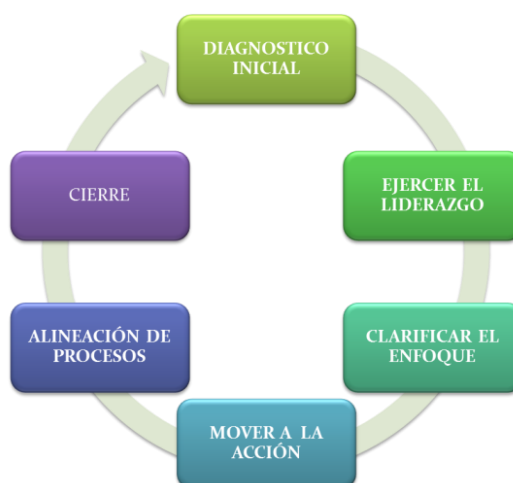 DIAGNOSTICO
INICIAL
EJERCER EL
LIDERAZGO
CLARIFICAR EL
ENFOQUE
MOVER A LA
ACCIÓN
ALINEACIÓN DE
PROCESOS
CIERRE